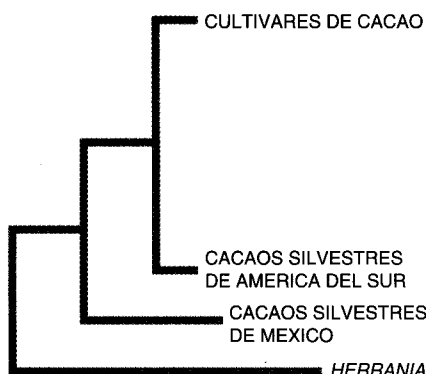 CULTIVARES DE CACAO
CACAOS SILVESTRES
DE AMERICA DEL SUR
CACAOS SILVESTRES
DE MEXICO
HERRANIA